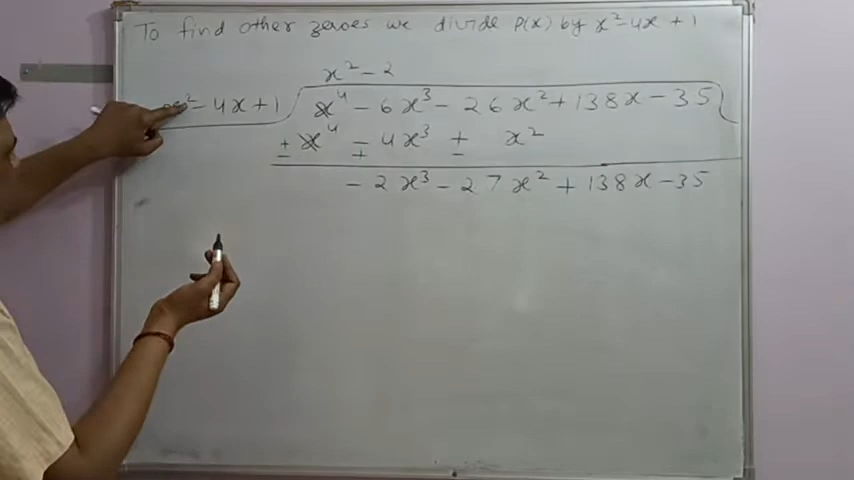 To find other zeroes we divide P(x) by x² - 4x + 1
x² - 2
x² - 4x + 1 x⁴ - 6x³ - 26x² + 138x - 35
x⁴ - 4x³ + x²
- + -
- 2x³ - 27x² + 138x - 35